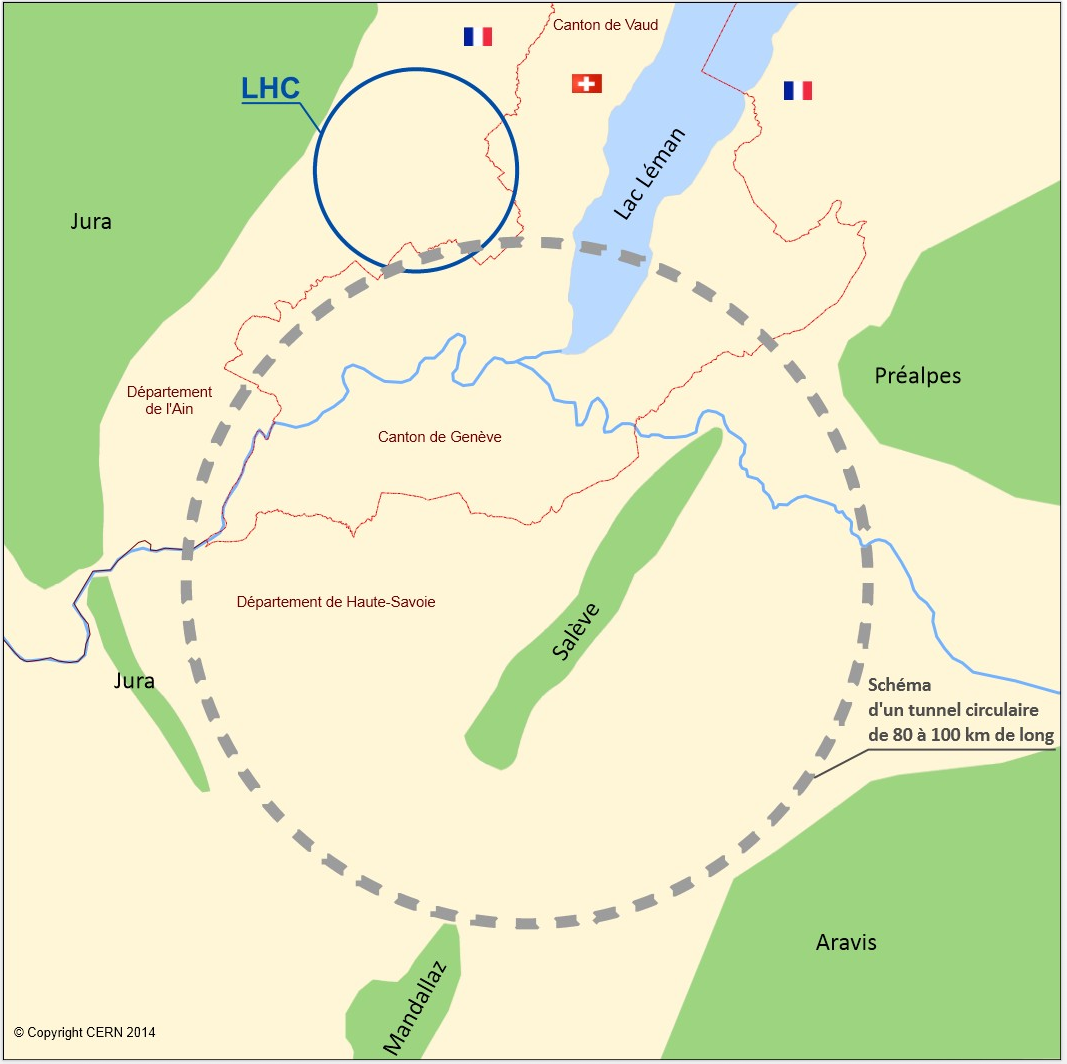 Canton de Vaud
LHC
Lac Léman
Jura
Préalpes
Département
de l'Ain
Canton de Genève
Département de Haute-Savoie
Salève
Jura
Schéma
d'un tunnel circulaire
de 80 à 100 km de long
Aravis
Mandallaz
© Copyright CERN 2014